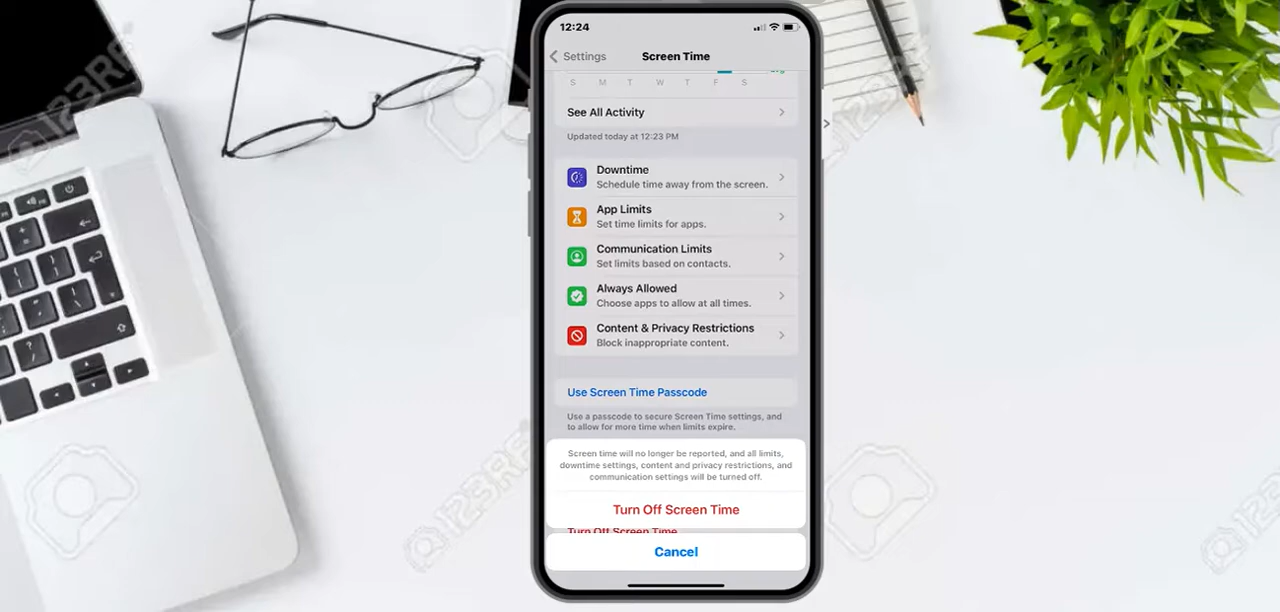 12:24
Settings
Screen Time
S M T W T F S
See All Activity
Updated today at 12:23 PM
Downtime
Schedule time away from the screen.
App Limits
Set time limits for apps.
Communication Limits
Set limits based on contacts.
Always Allowed
Choose apps to allow at all times.
Content & Privacy Restrictions
Block inappropriate content.
Use Screen Time Passcode
Use a passcode to secure Screen Time settings, and
to allow for more time when limits expire.
Screen time will no longer be reported, and all limits,
downtime settings, content and privacy restrictions, and
communication settings will be turned off.
Turn Off Screen Time
Turn Off Screen Time
Cancel
123RF
123RF
123RF
123RF